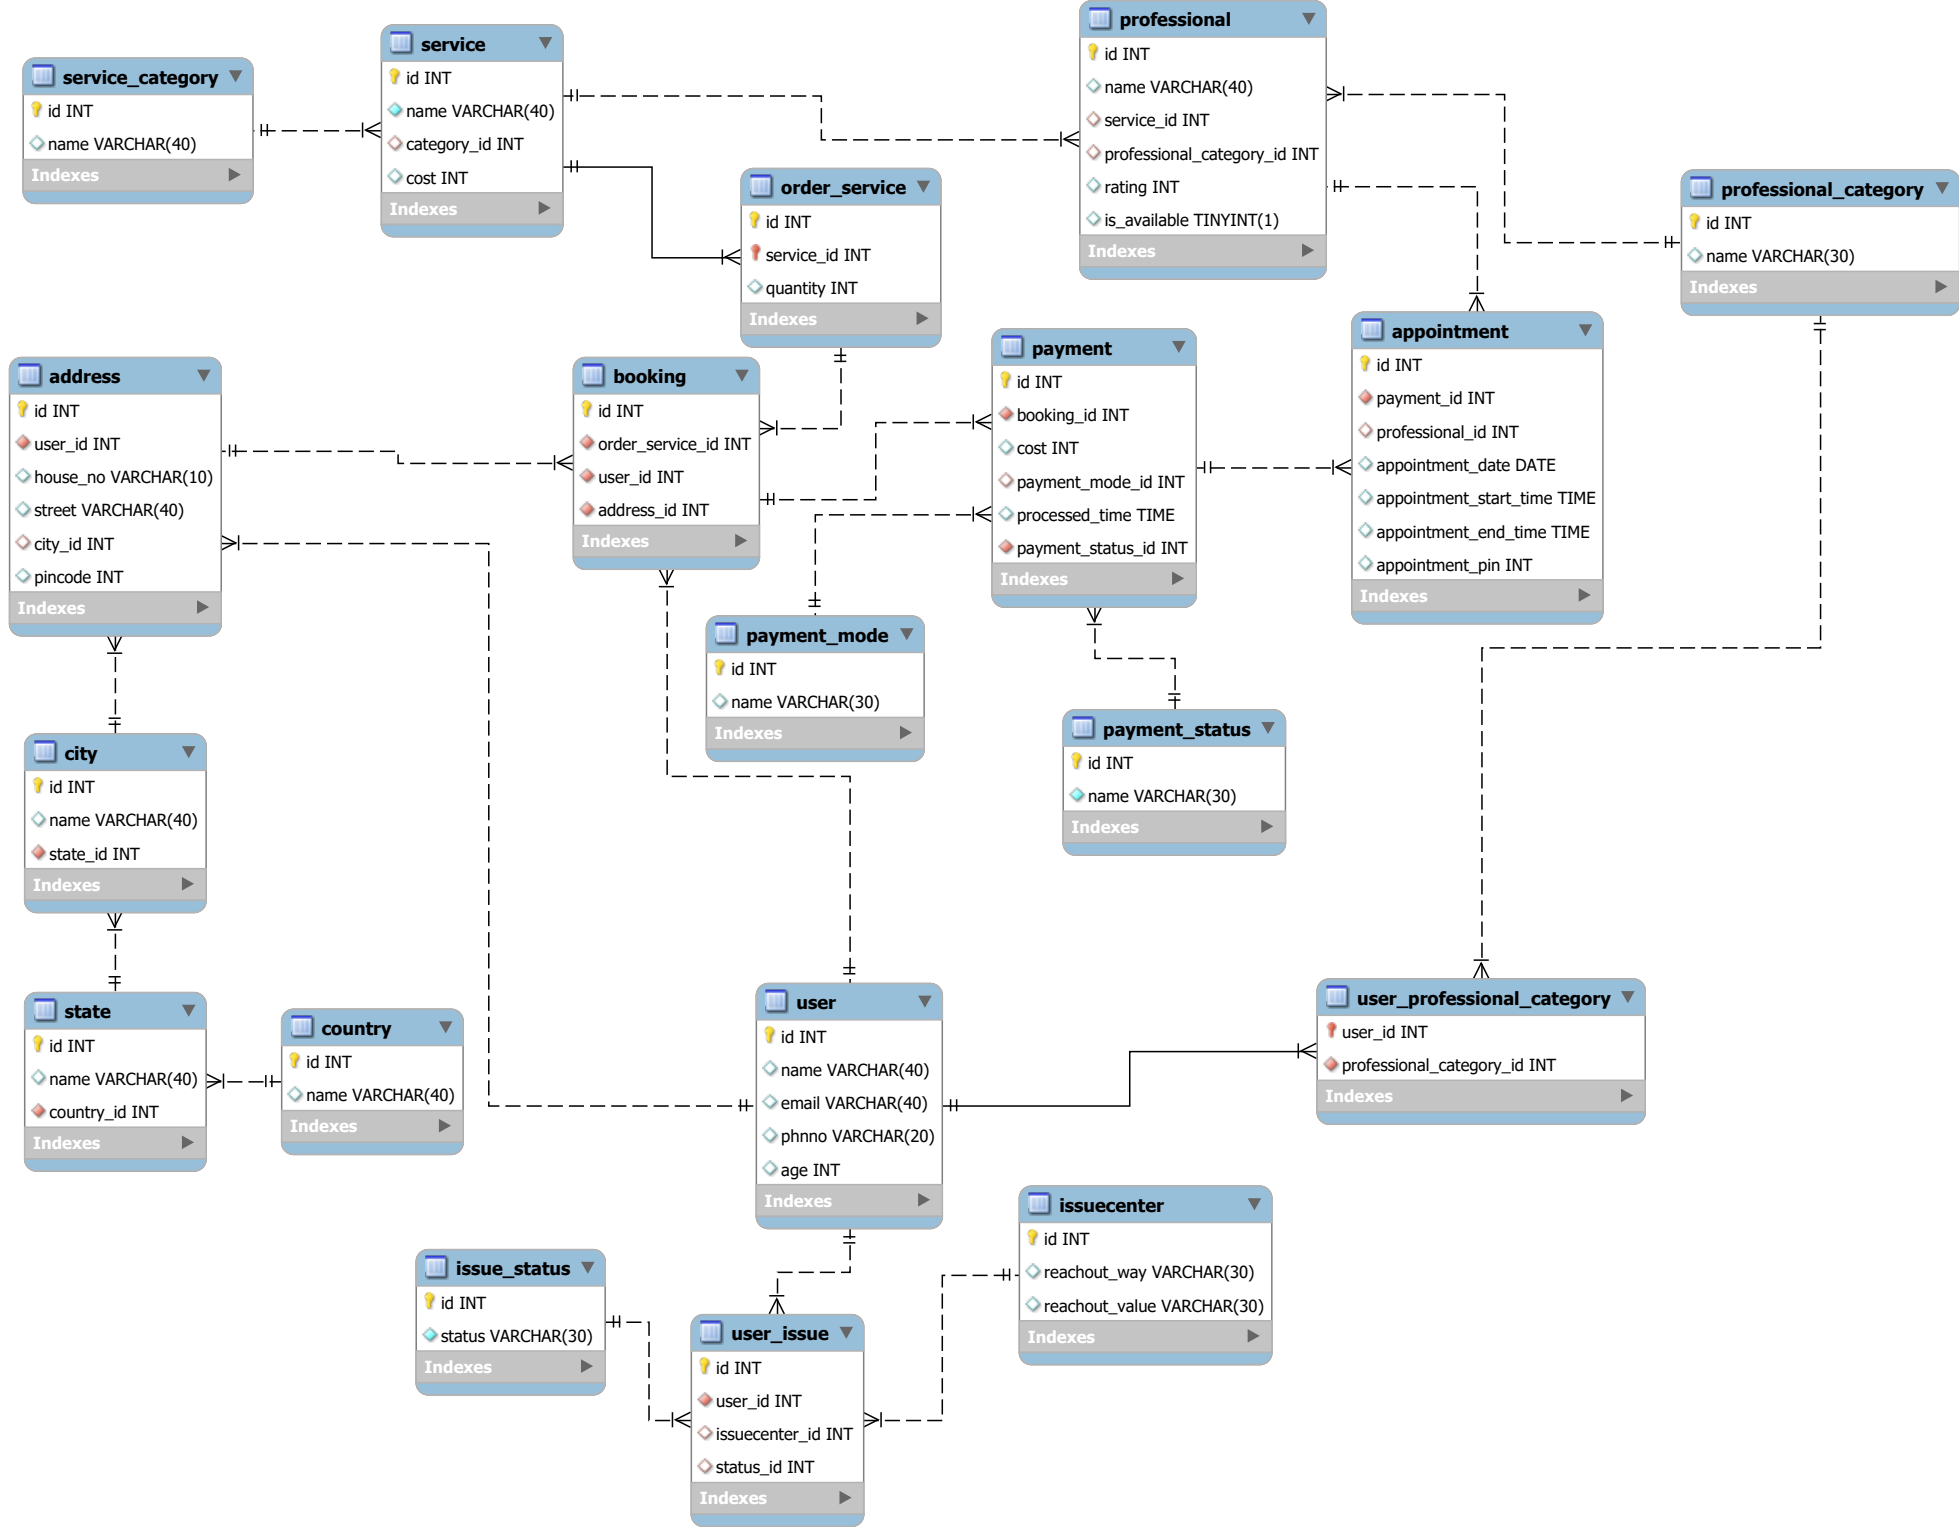 service_category
id INT
name VARCHAR(40)
Indexes
service
id INT
name VARCHAR(40)
category_id INT
cost INT
Indexes
order_service
id INT
service_id INT
quantity INT
Indexes
professional
id INT
name VARCHAR(40)
service_id INT
professional_category_id INT
rating INT
is_available TINYINT(1)
Indexes
professional_category
id INT
name VARCHAR(30)
Indexes
address
id INT
user_id INT
house_no VARCHAR(10)
street VARCHAR(40)
city_id INT
pincode INT
Indexes
booking
id INT
order_service_id INT
user_id INT
address_id INT
Indexes
payment
id INT
booking_id INT
cost INT
payment_mode_id INT
processed_time TIME
payment_status_id INT
Indexes
appointment
id INT
payment_id INT
professional_id INT
appointment_date DATE
appointment_start_time TIME
appointment_end_time TIME
appointment_pin INT
Indexes
payment_mode
id INT
name VARCHAR(30)
Indexes
payment_status
id INT
name VARCHAR(30)
Indexes
city
id INT
name VARCHAR(40)
state_id INT
Indexes
state
id INT
name VARCHAR(40)
country_id INT
Indexes
country
id INT
name VARCHAR(40)
Indexes
user
id INT
name VARCHAR(40)
email VARCHAR(40)
phnno VARCHAR(20)
age INT
Indexes
user_professional_category
user_id INT
professional_category_id INT
Indexes
issue_status
id INT
status VARCHAR(30)
Indexes
user_issue
id INT
user_id INT
issuecenter_id INT
status_id INT
Indexes
issuecenter
id INT
reachout_way VARCHAR(30)
reachout_value VARCHAR(30)
Indexes